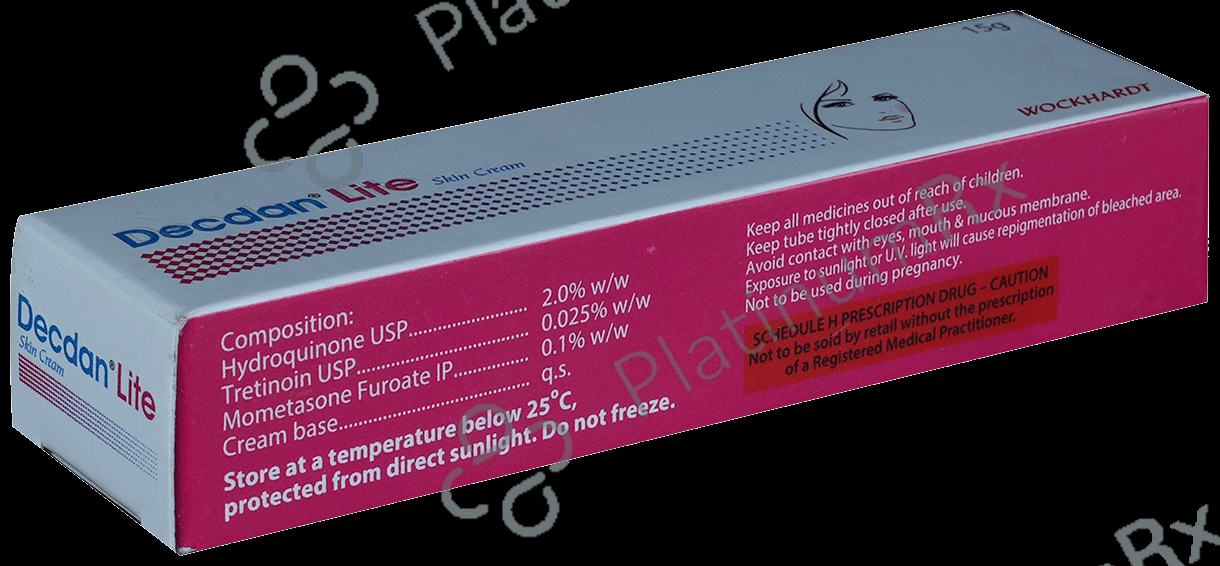 Decdan® Lite Skin Cream
15g
WOCKHARDT
Decdan® Lite
Skin Cream
Composition:
Hydroquinone USP........................ 2.0% w/w
Tretinoin USP................................... 0.025% w/w
Mometasone Furoate IP............... 0.1% w/w
Cream base...................................... q.s.
Store at a temperature below 25°C,
protected from direct sunlight. Do not freeze.
Keep all medicines out of reach of children.
Keep tube tightly closed after use.
Avoid contact with eyes, mouth & mucous membrane.
Exposure to sunlight or U.V. light will cause repigmentation of bleached area.
Not to be used during pregnancy.
SCHEDULE H PRESCRIPTION DRUG – CAUTION
Not to be sold by retail without the prescription
of a Registered Medical Practitioner.
Plati
PlatinumRx
Rx